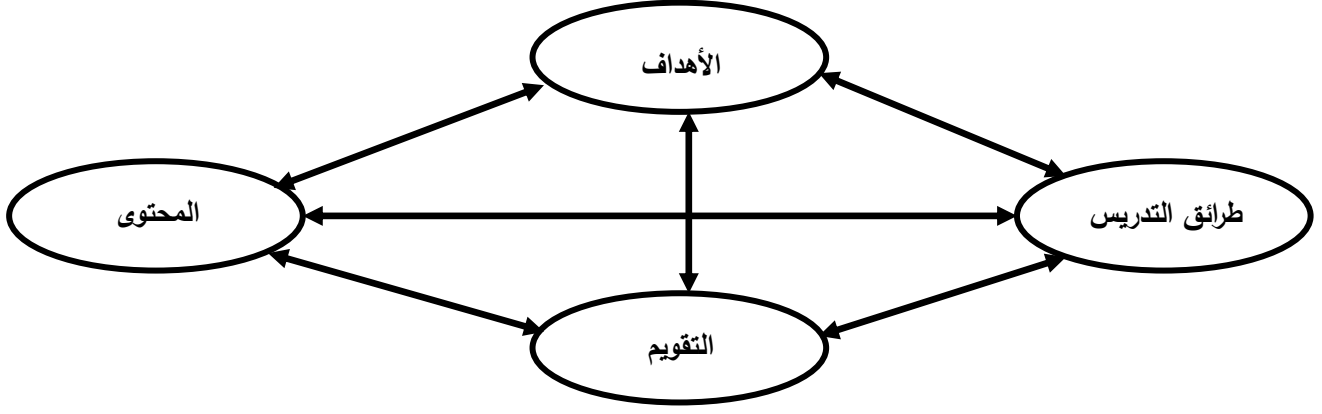 الأهداف
طرائق التدريس
المحتوى
التقويم